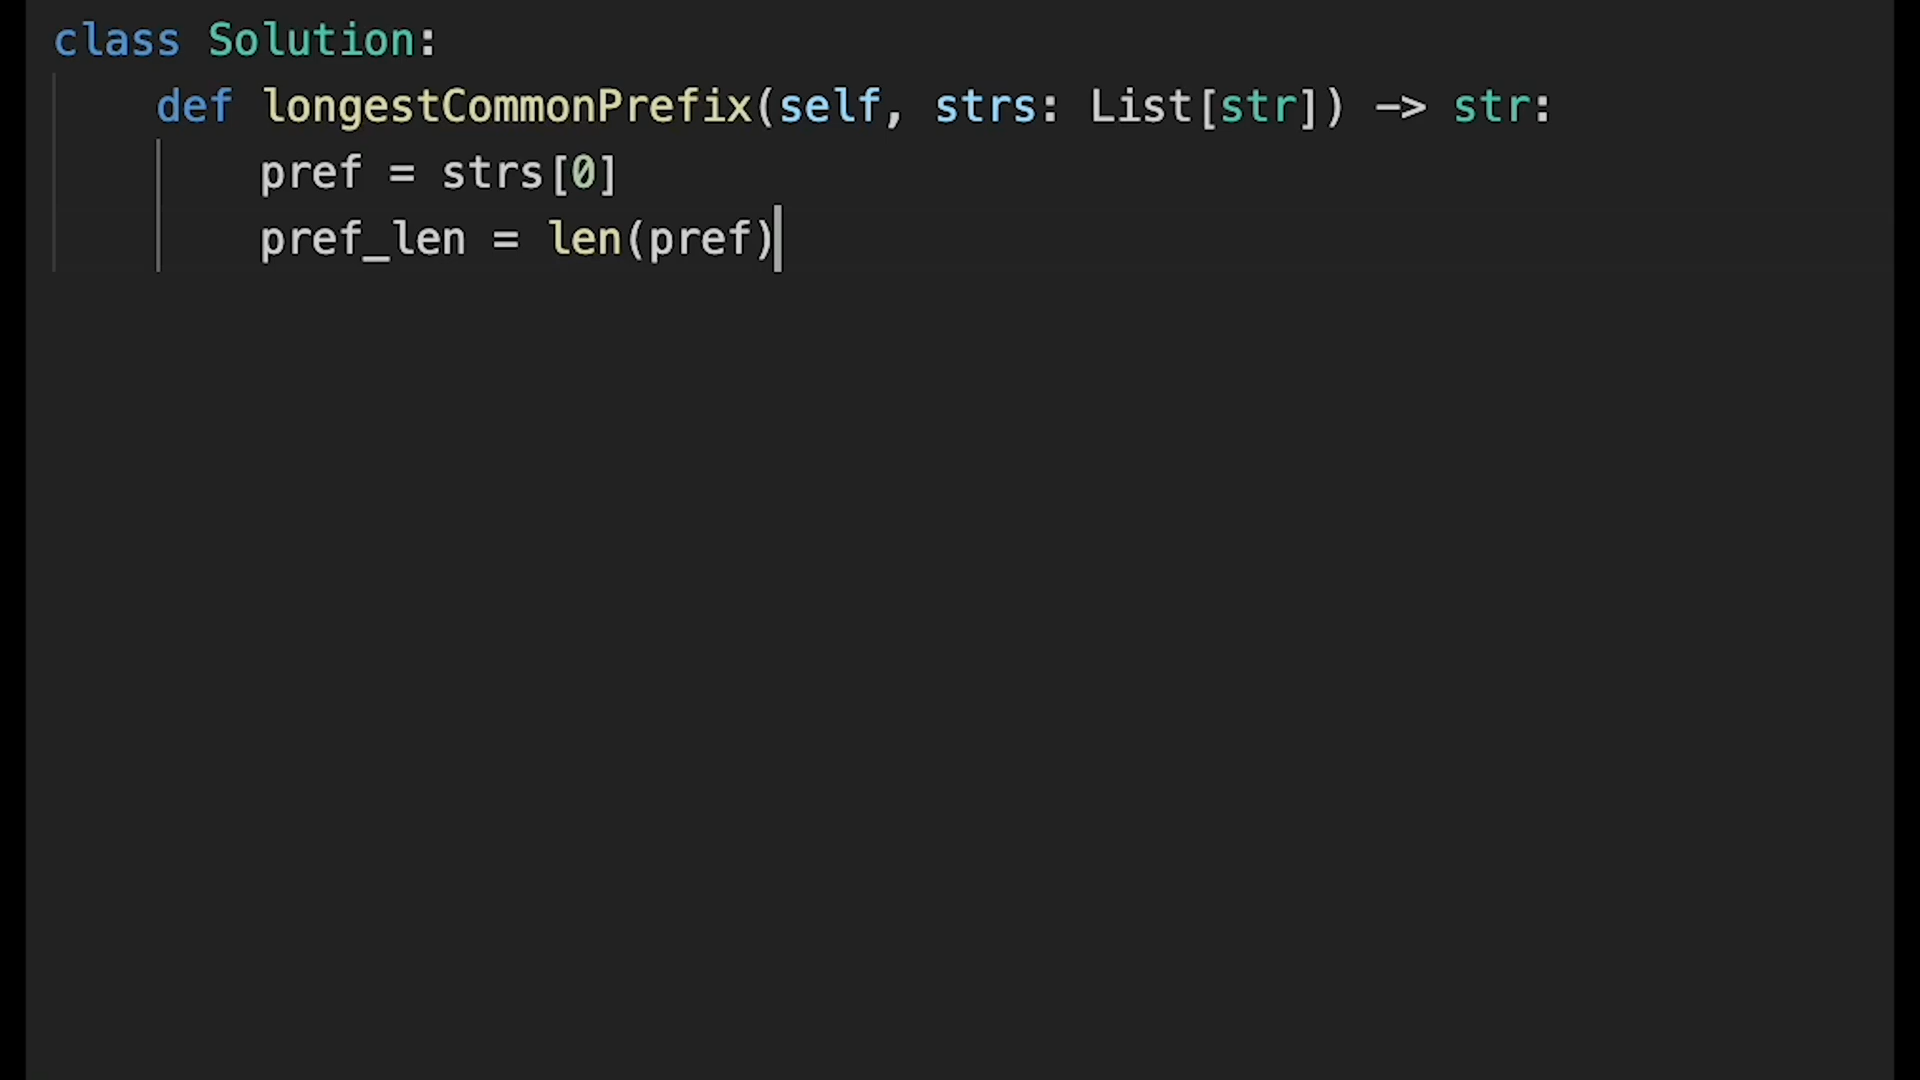 class Solution:
    def longestCommonPrefix(self, strs: List[str]) -> str:
        pref = strs[0]
        pref_len = len(pref)